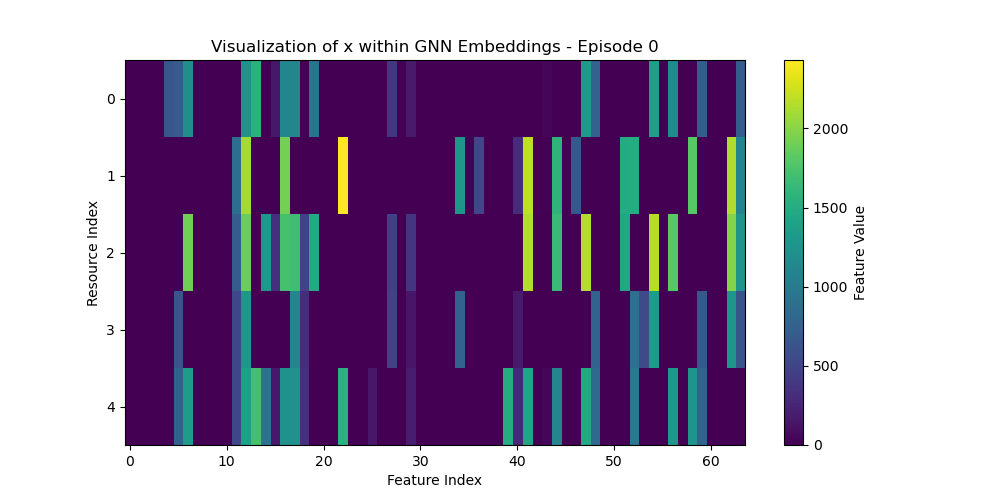 Visualization of x within GNN Embeddings - Episode 0
Resource Index
0
1
2
3
4
0 10 20 30 40 50 60
Feature Index
2000
1500
1000
500
0
Feature Value